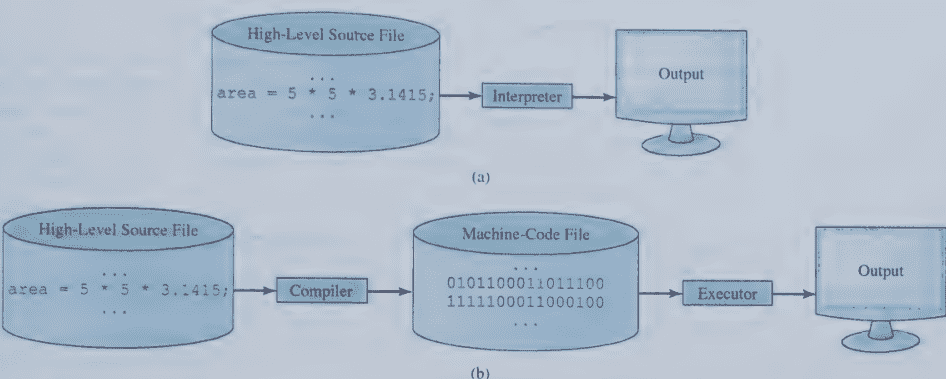 High-Level Source File
...
area = 5 * 5 * 3.1415;
...
Interpreter
Output
(a)
High-Level Source File
...
area = 5 * 5 * 3.1415;
...
Compiler
Machine-Code File
...
0101100011011100
1111100011000100
...
Executor
Output
(b)